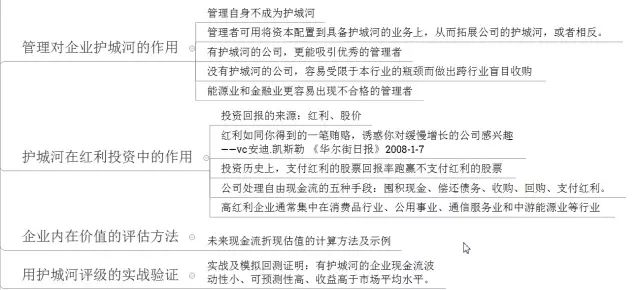 管理对企业护城河的作用
管理自身不成为护城河
管理者可用将资本配置到具备护城河的业务上，从而拓展公司的护城河，或者相反。
有护城河的公司，更能吸引优秀的管理者
没有护城河的公司，容易受限于本行业的瓶颈而做出跨行业盲目收购
能源业和金融业更容易出现不合格的管理者
护城河在红利投资中的作用
投资回报的来源：红利、股价
红利如同你得到的一笔贿赂，诱惑你对缓慢增长的公司感兴趣
——vc安迪.凯斯勒 《华尔街日报》2008-1-7
投资历史上，支付红利的股票回报率跑赢不支付红利的股票
公司处理自由现金流的五种手段：囤积现金、偿还债务、收购、回购、支付红利。
高红利企业通常集中在消费品行业、公用事业、通信服务业和中游能源业等行业
企业内在价值的评估方法
未来现金流折现估值的计算方法及示例
用护城河评级的实战验证
实战及模拟回测证明：有护城河的企业现金流波
动性小、可预测性高、收益高于市场平均水平。